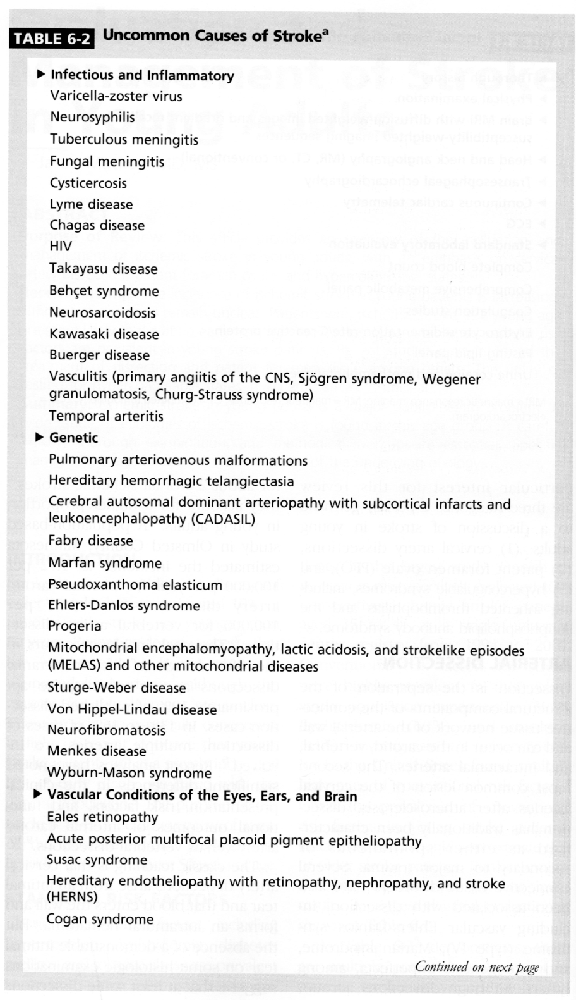 TABLE 6-2 Uncommon Causes of Strokeᵃ
▶ Infectious and Inflammatory
Varicella-zoster virus
Neurosyphilis
Tuberculous meningitis
Fungal meningitis
Cysticercosis
Lyme disease
Chagas disease
HIV
Takayasu disease
Behçet syndrome
Neurosarcoidosis
Kawasaki disease
Buerger disease
Vasculitis (primary angiitis of the CNS, Sjögren syndrome, Wegener
granulomatosis, Churg-Strauss syndrome)
Temporal arteritis
▶ Genetic
Pulmonary arteriovenous malformations
Hereditary hemorrhagic telangiectasia
Cerebral autosomal dominant arteriopathy with subcortical infarcts and
leukoencephalopathy (CADASIL)
Fabry disease
Marfan syndrome
Pseudoxanthoma elasticum
Ehlers-Danlos syndrome
Progeria
Mitochondrial encephalomyopathy, lactic acidosis, and strokelike episodes
(MELAS) and other mitochondrial diseases
Sturge-Weber disease
Von Hippel-Lindau disease
Neurofibromatosis
Menkes disease
Wyburn-Mason syndrome
▶ Vascular Conditions of the Eyes, Ears, and Brain
Eales retinopathy
Acute posterior multifocal placoid pigment epitheliopathy
Susac syndrome
Hereditary endotheliopathy with retinopathy, nephropathy, and stroke
(HERNS)
Cogan syndrome
Continued on next page